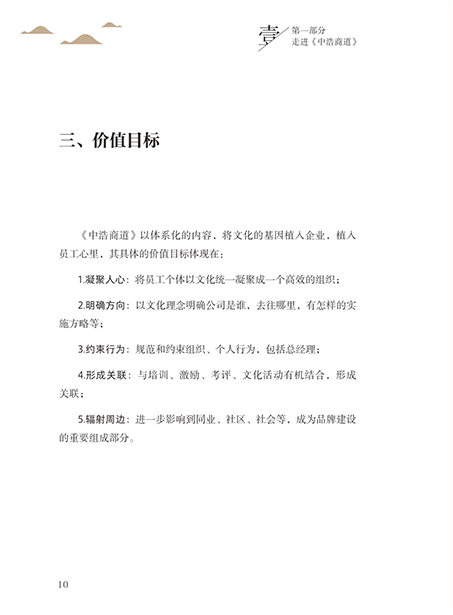 壹
第一部分
走进《中浩商道》
三、价值目标
《中浩商道》以体系化的内容，将文化的基因植入企业，植入
员工心里，其具体的价值目标体现在：
1.凝聚人心：将员工个体以文化统一凝聚成一个高效的组织；
2.明确方向：以文化理念明确公司是谁，去往哪里，有怎样的实
施方略等；
3.约束行为：规范和约束组织、个人行为，包括总经理；
4.形成关联：与培训、激励、考评、文化活动有机结合，形成
关联；
5.辐射周边：进一步影响到同业、社区、社会等，成为品牌建设
的重要组成部分。
10